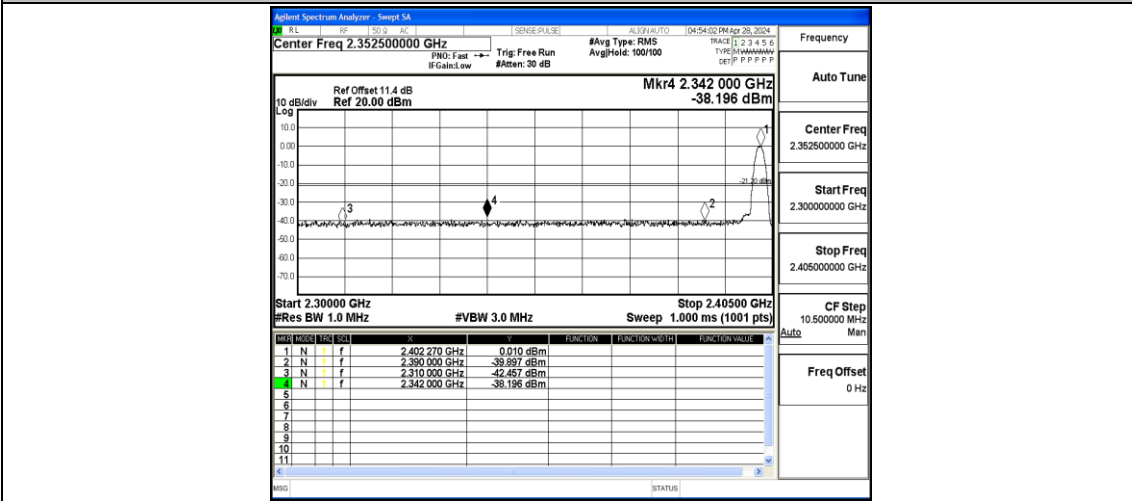 Agilent Spectrum Analyzer - Swept SA
RL RF 50 Ω AC SENSE:PULSE ALIGN AUTO 04:54:02 PM Apr 28, 2024
Center Freq 2.352500000 GHz
PNO: Fast
IFGain:Low
Trig: Free Run
#Atten: 30 dB
#Avg Type: RMS
Avg|Hold: 100/100
TRACE 1 2 3 4 5 6
TYPE
DET P P P P P P
Frequency
Auto Tune
Center Freq
2.352500000 GHz
Start Freq
2.300000000 GHz
Stop Freq
2.405000000 GHz
CF Step
10.500000 MHz
Auto Man
Freq Offset
0 Hz
Mkr4 2.342 000 GHz
-38.196 dBm
Ref Offset 11.4 dB
10 dB/div Ref 20.00 dBm
Log
10.0
0.00
-10.0
-20.0
-30.0
-40.0
-50.0
-60.0
-70.0
1
-21.20 dBm
3
4
2
Start 2.30000 GHz Stop 2.40500 GHz
#Res BW 1.0 MHz #VBW 3.0 MHz Sweep 1.000 ms (1001 pts)
MKR MODE TRC SCL X Y FUNCTION FUNCTION WIDTH FUNCTION VALUE
1 N 1 f 2.402 270 GHz 0.010 dBm
2 N 1 f 2.390 000 GHz -39.897 dBm
3 N 1 f 2.310 000 GHz -42.457 dBm
4 N 1 f 2.342 000 GHz -38.196 dBm
5
6
7
8
9
10
11
MSG STATUS